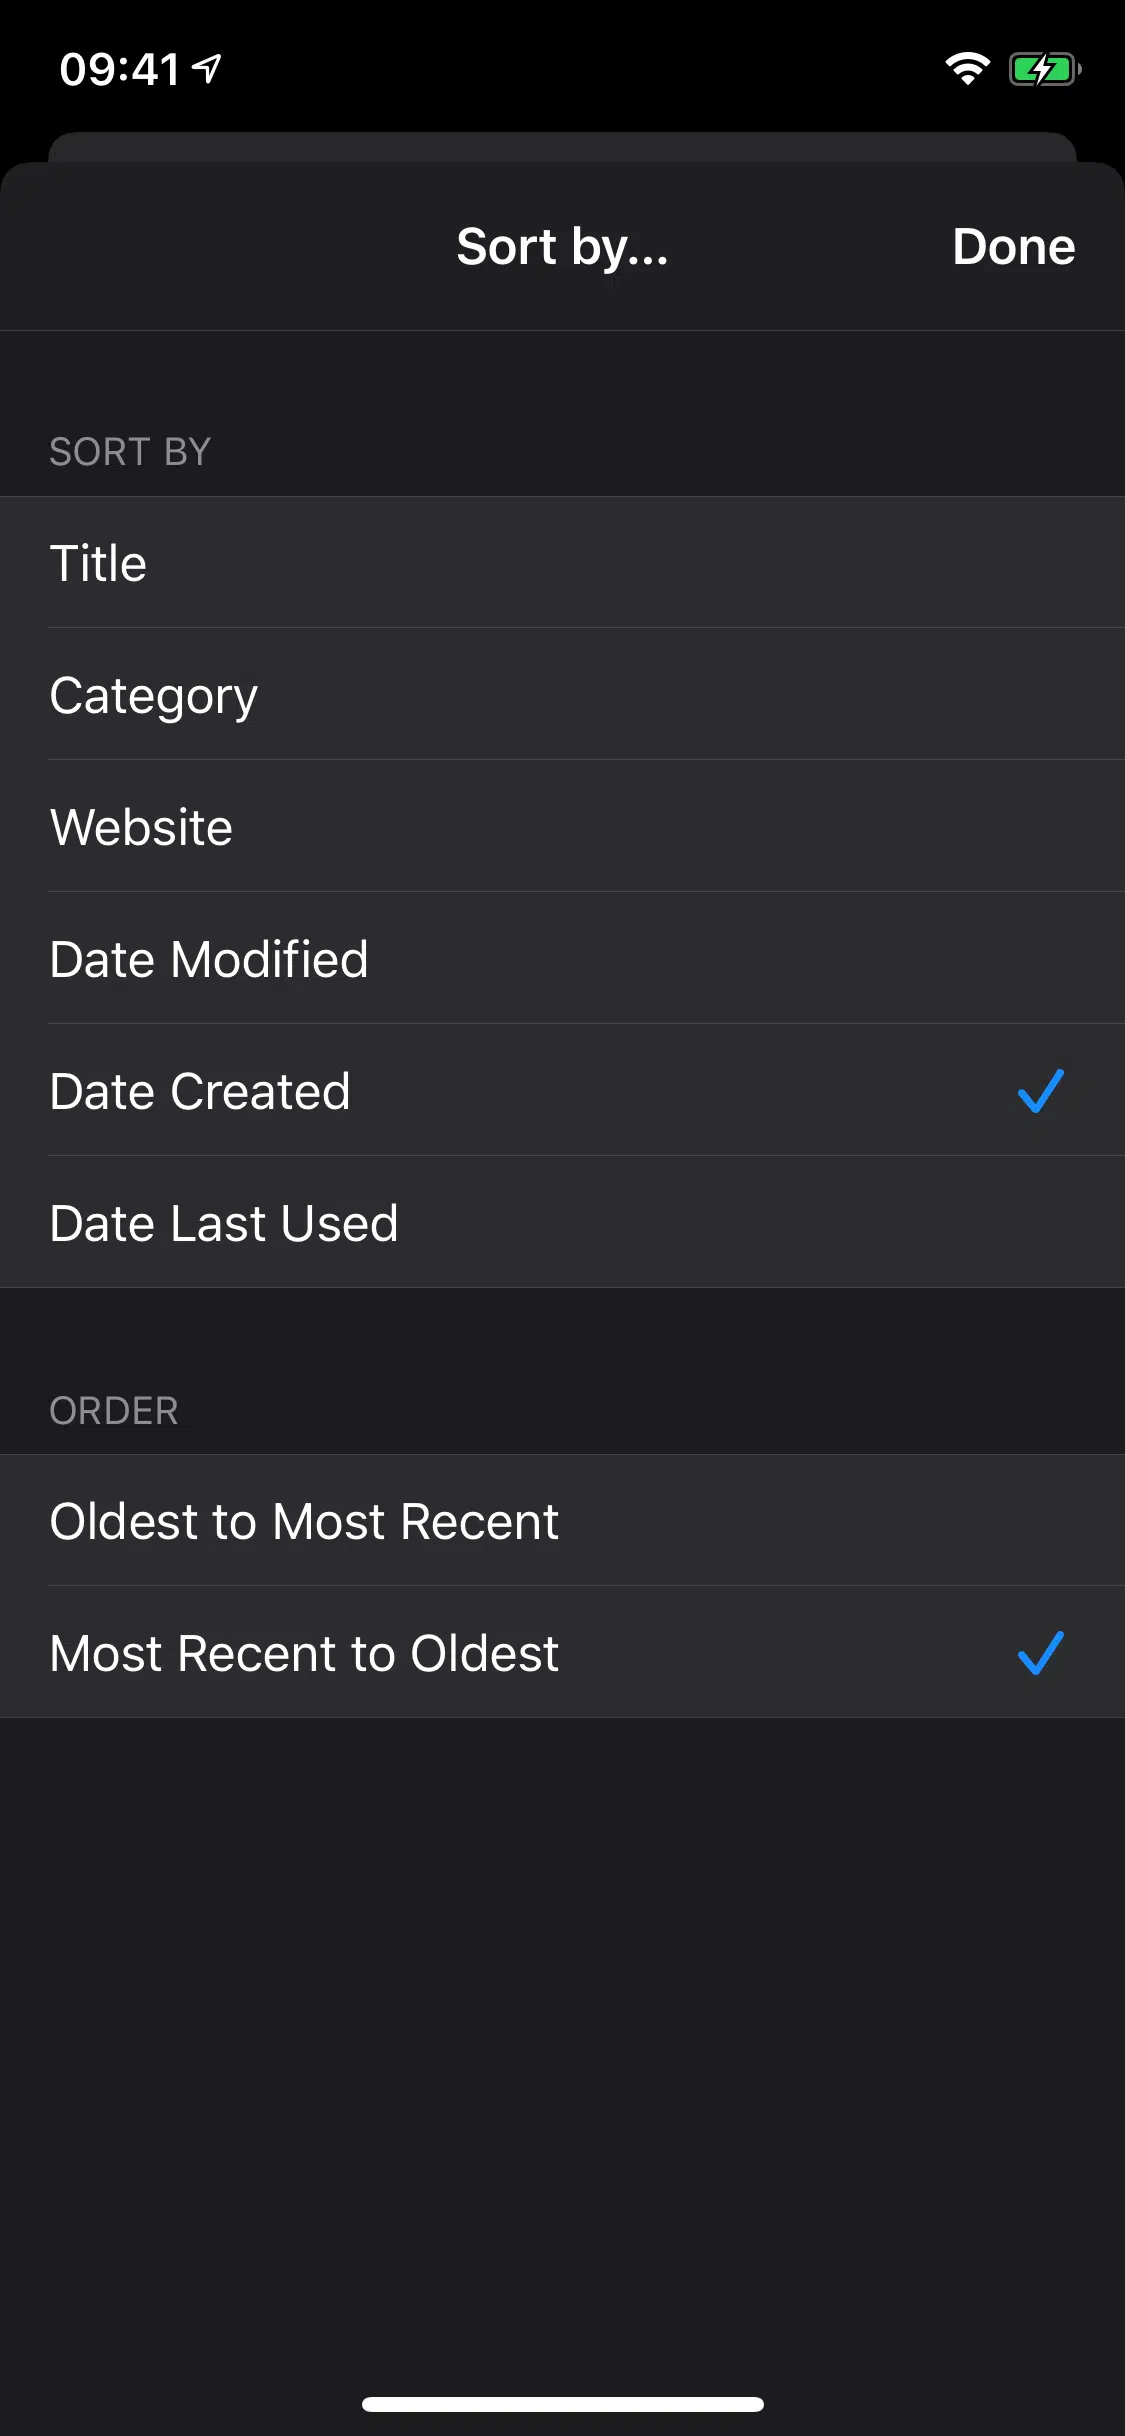 09:41
Sort by...
Done
SORT BY
Title
Category
Website
Date Modified
Date Created
Date Last Used
ORDER
Oldest to Most Recent
Most Recent to Oldest